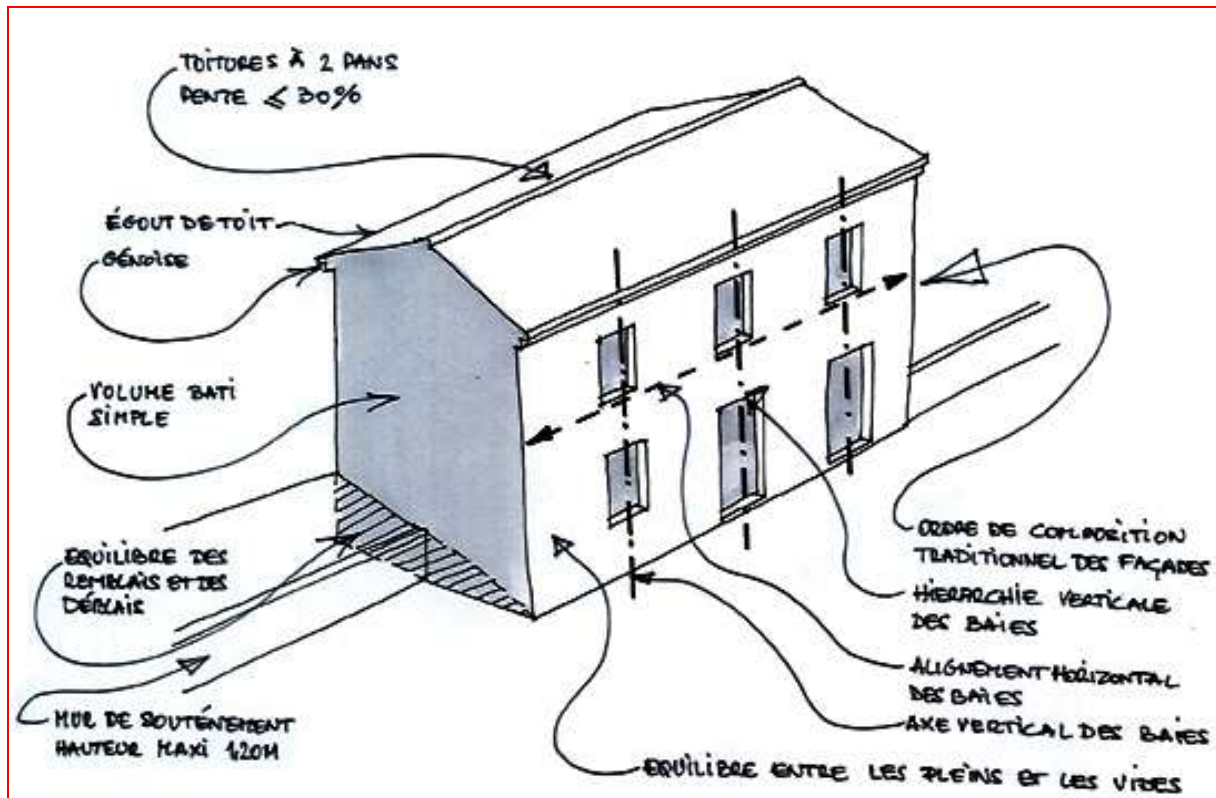 TOITURES À 2 PANS
PENTE ≤ 30%
ÉGOUT DE TOIT
GÉNOISE
VOLUME BATI
SIMPLE
EQUILIBRE DES
REMBLAIS ET DES
DÉBLAIS
MUR DE SOUTÉNEMENT
HAUTEUR MAXI 1.20M
ORDRE DE COMPOSITION
TRADITIONNEL DES FAÇADES
HIERARCHIE VERTICALE
DES BAIES
ALIGNEMENT HORIZONTAL
DES BAIES
AXE VERTICAL DES BAIES
EQUILIBRE ENTRE LES PLEINS ET LES VIDES